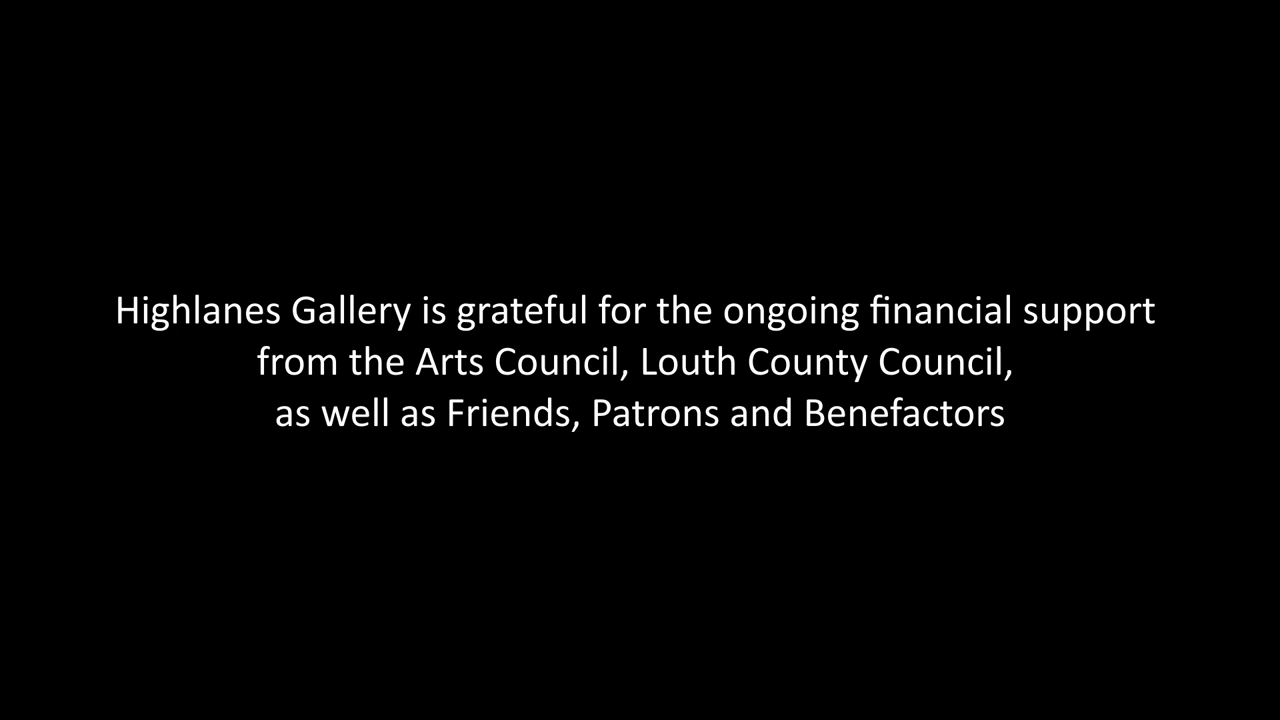 Highlanes Gallery is grateful for the ongoing financial support
from the Arts Council, Louth County Council,
as well as Friends, Patrons and Benefactors